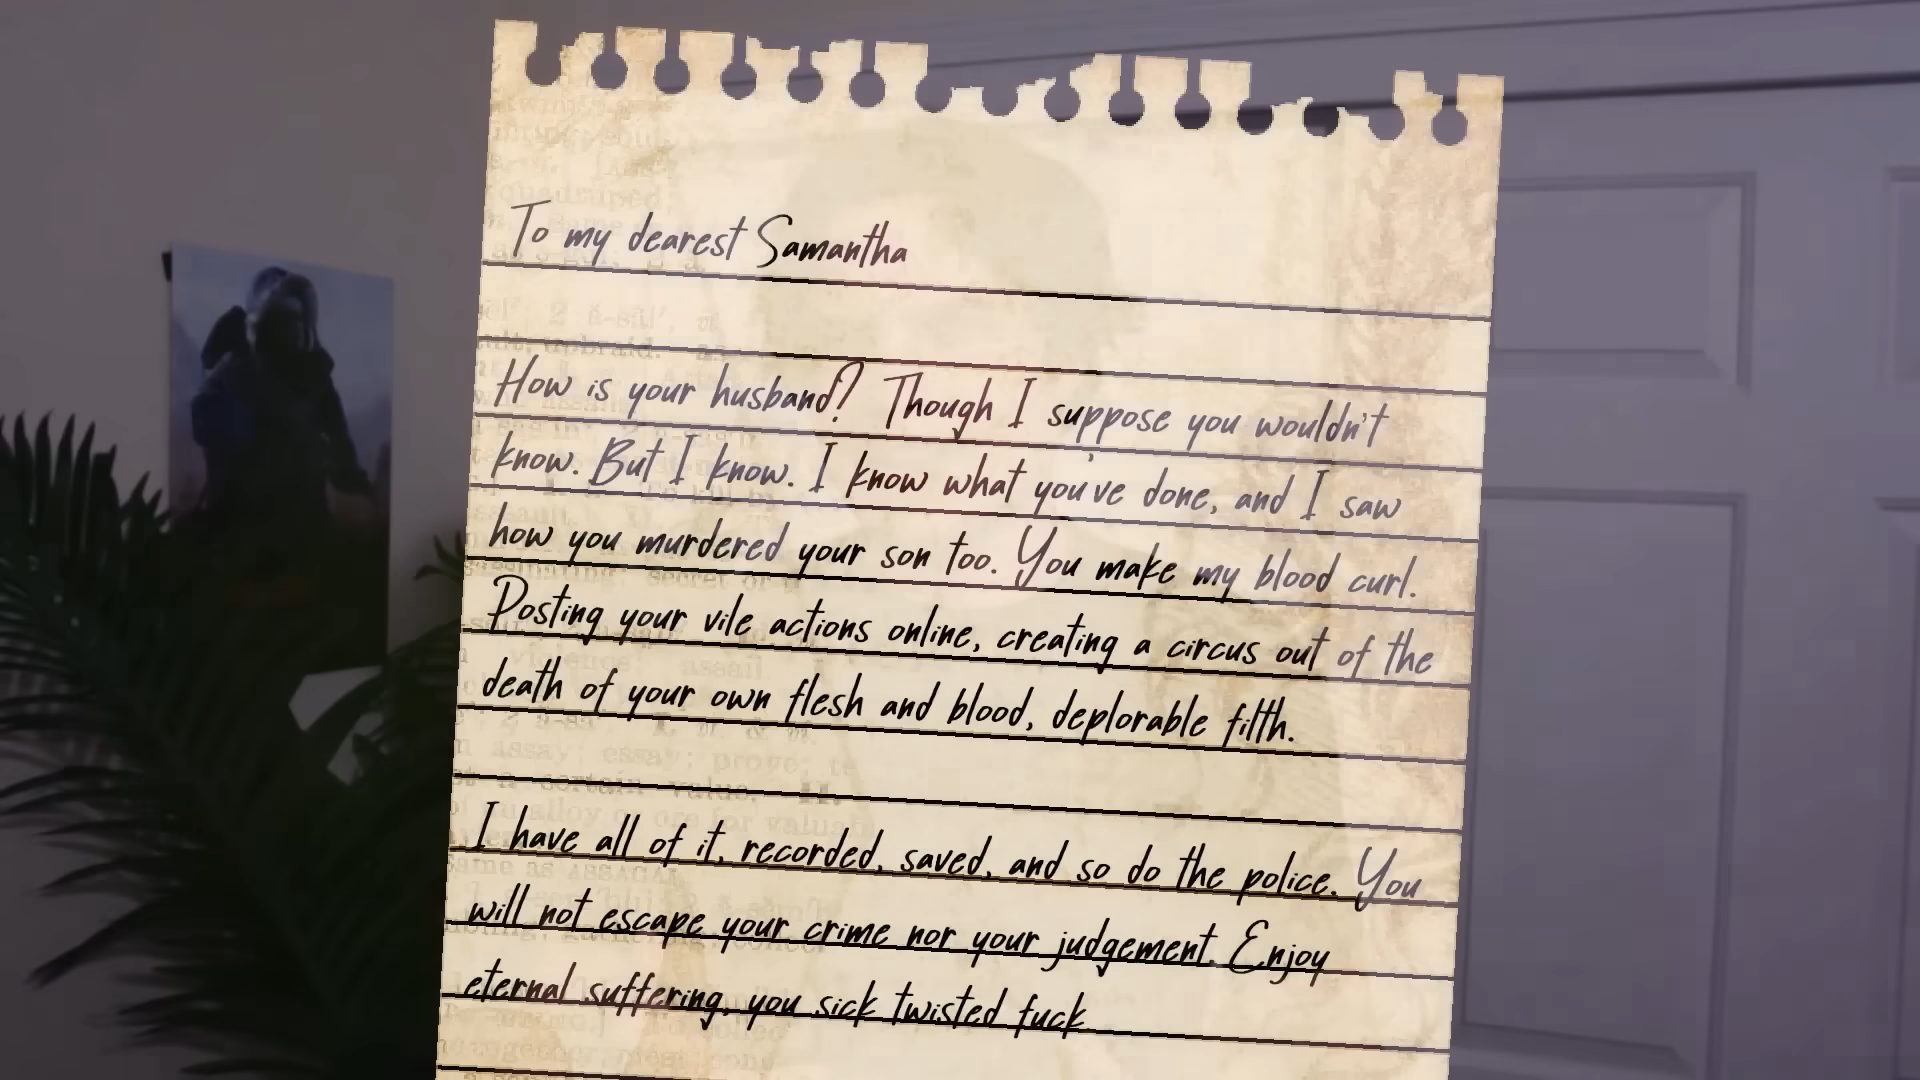 To my dearest Samantha
How is your husband? Though I suppose you wouldn't
know. But I know. I know what you've done, and I saw
how you murdered your son too. You make my blood curl.
Posting your vile actions online, creating a circus out of the
death of your own flesh and blood, deplorable filth.
I have all of it, recorded, saved, and so do the police. You
will not escape your crime nor your judgement. Enjoy
eternal suffering, you sick twisted fuck